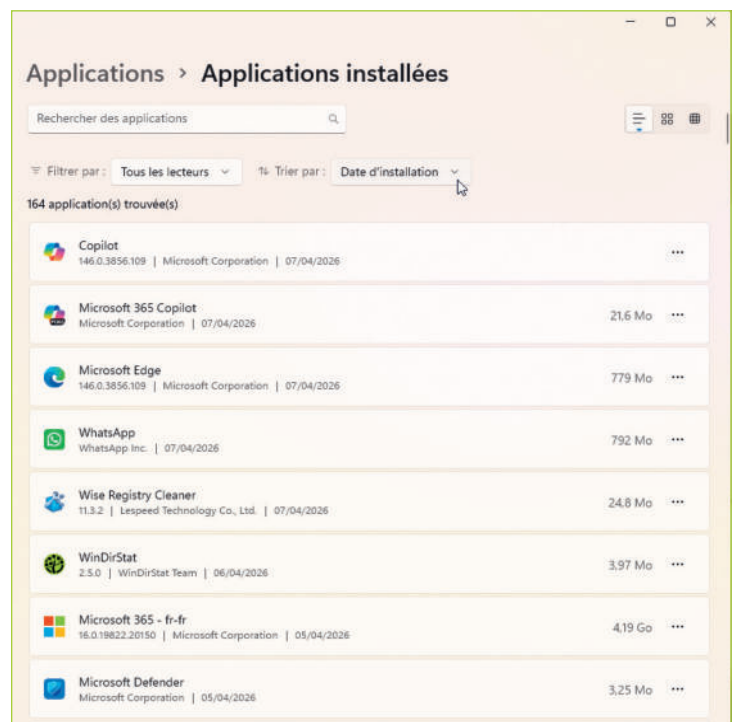 Applications > Applications installées
Rechercher des applications
Filtrer par : Tous les lecteurs Trier par : Date d'installation
164 application(s) trouvée(s)
Copilot
146.0.3856.109 | Microsoft Corporation | 07/04/2026
Microsoft 365 Copilot
Microsoft Corporation | 07/04/2026
21,6 Mo
Microsoft Edge
146.0.3856.109 | Microsoft Corporation | 07/04/2026
779 Mo
WhatsApp
WhatsApp Inc. | 07/04/2026
792 Mo
Wise Registry Cleaner
11.3.2 | Lespeed Technology Co., Ltd. | 07/04/2026
24,8 Mo
WinDirStat
2.5.0 | WinDirStat Team | 06/04/2026
3,97 Mo
Microsoft 365 - fr-fr
16.0.19822.20150 | Microsoft Corporation | 05/04/2026
4,19 Go
Microsoft Defender
Microsoft Corporation | 05/04/2026
3,25 Mo